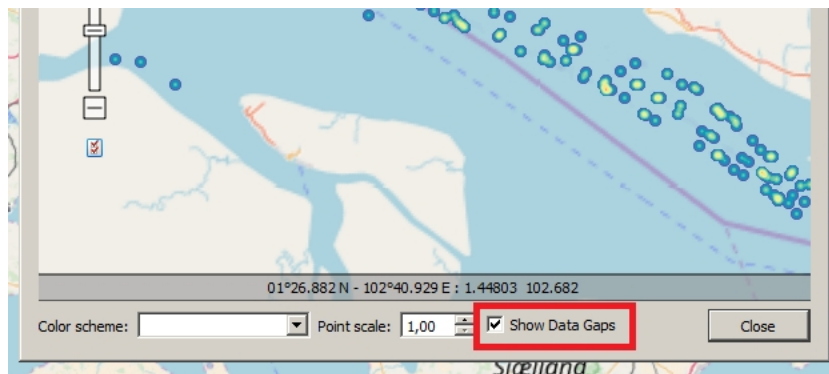 01°26.882 N - 102°40.929 E : 1.44803 102.682
Color scheme: Point scale: 1,00 Show Data Gaps Close
Sjælland